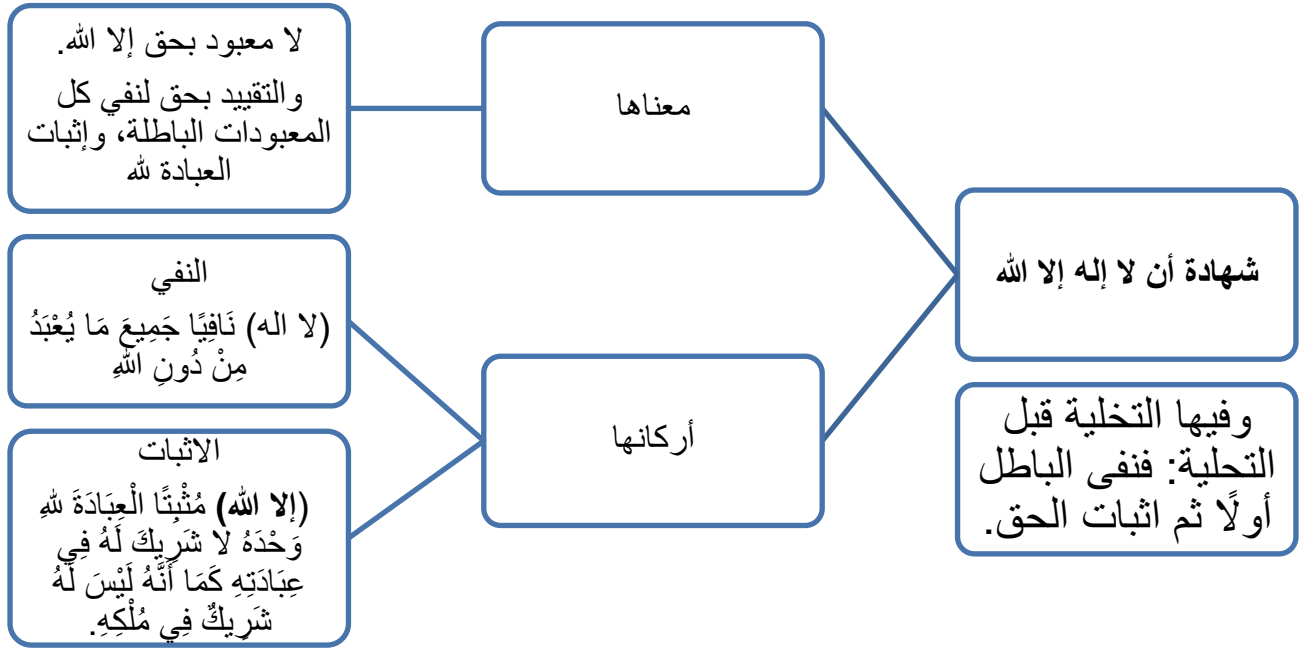 شهادة أن لا إله إلا الله
وفيها التخلية قبل
التحلية: فنفى الباطل
أولًا ثم اثبات الحق.
معناها
لا معبود بحق إلا الله.
والتقييد بحق لنفي كل
المعبودات الباطلة، وإثبات
العبادة لله
أركانها
النفي
(لا اله) نَافِيًا جَمِيعَ مَا يُعْبَدُ
مِنْ دُونِ اللهِ
الاثبات
(إلا الله) مُثْبِتًا الْعِبَادَةَ لِلهِ
وَحْدَهُ لَا شَرِيكَ لَهُ فِي
عِبَادَتِهِ كَمَا أَنَّهُ لَيْسَ لَهُ
شَرِيكٌ فِي مُلْكِهِ.